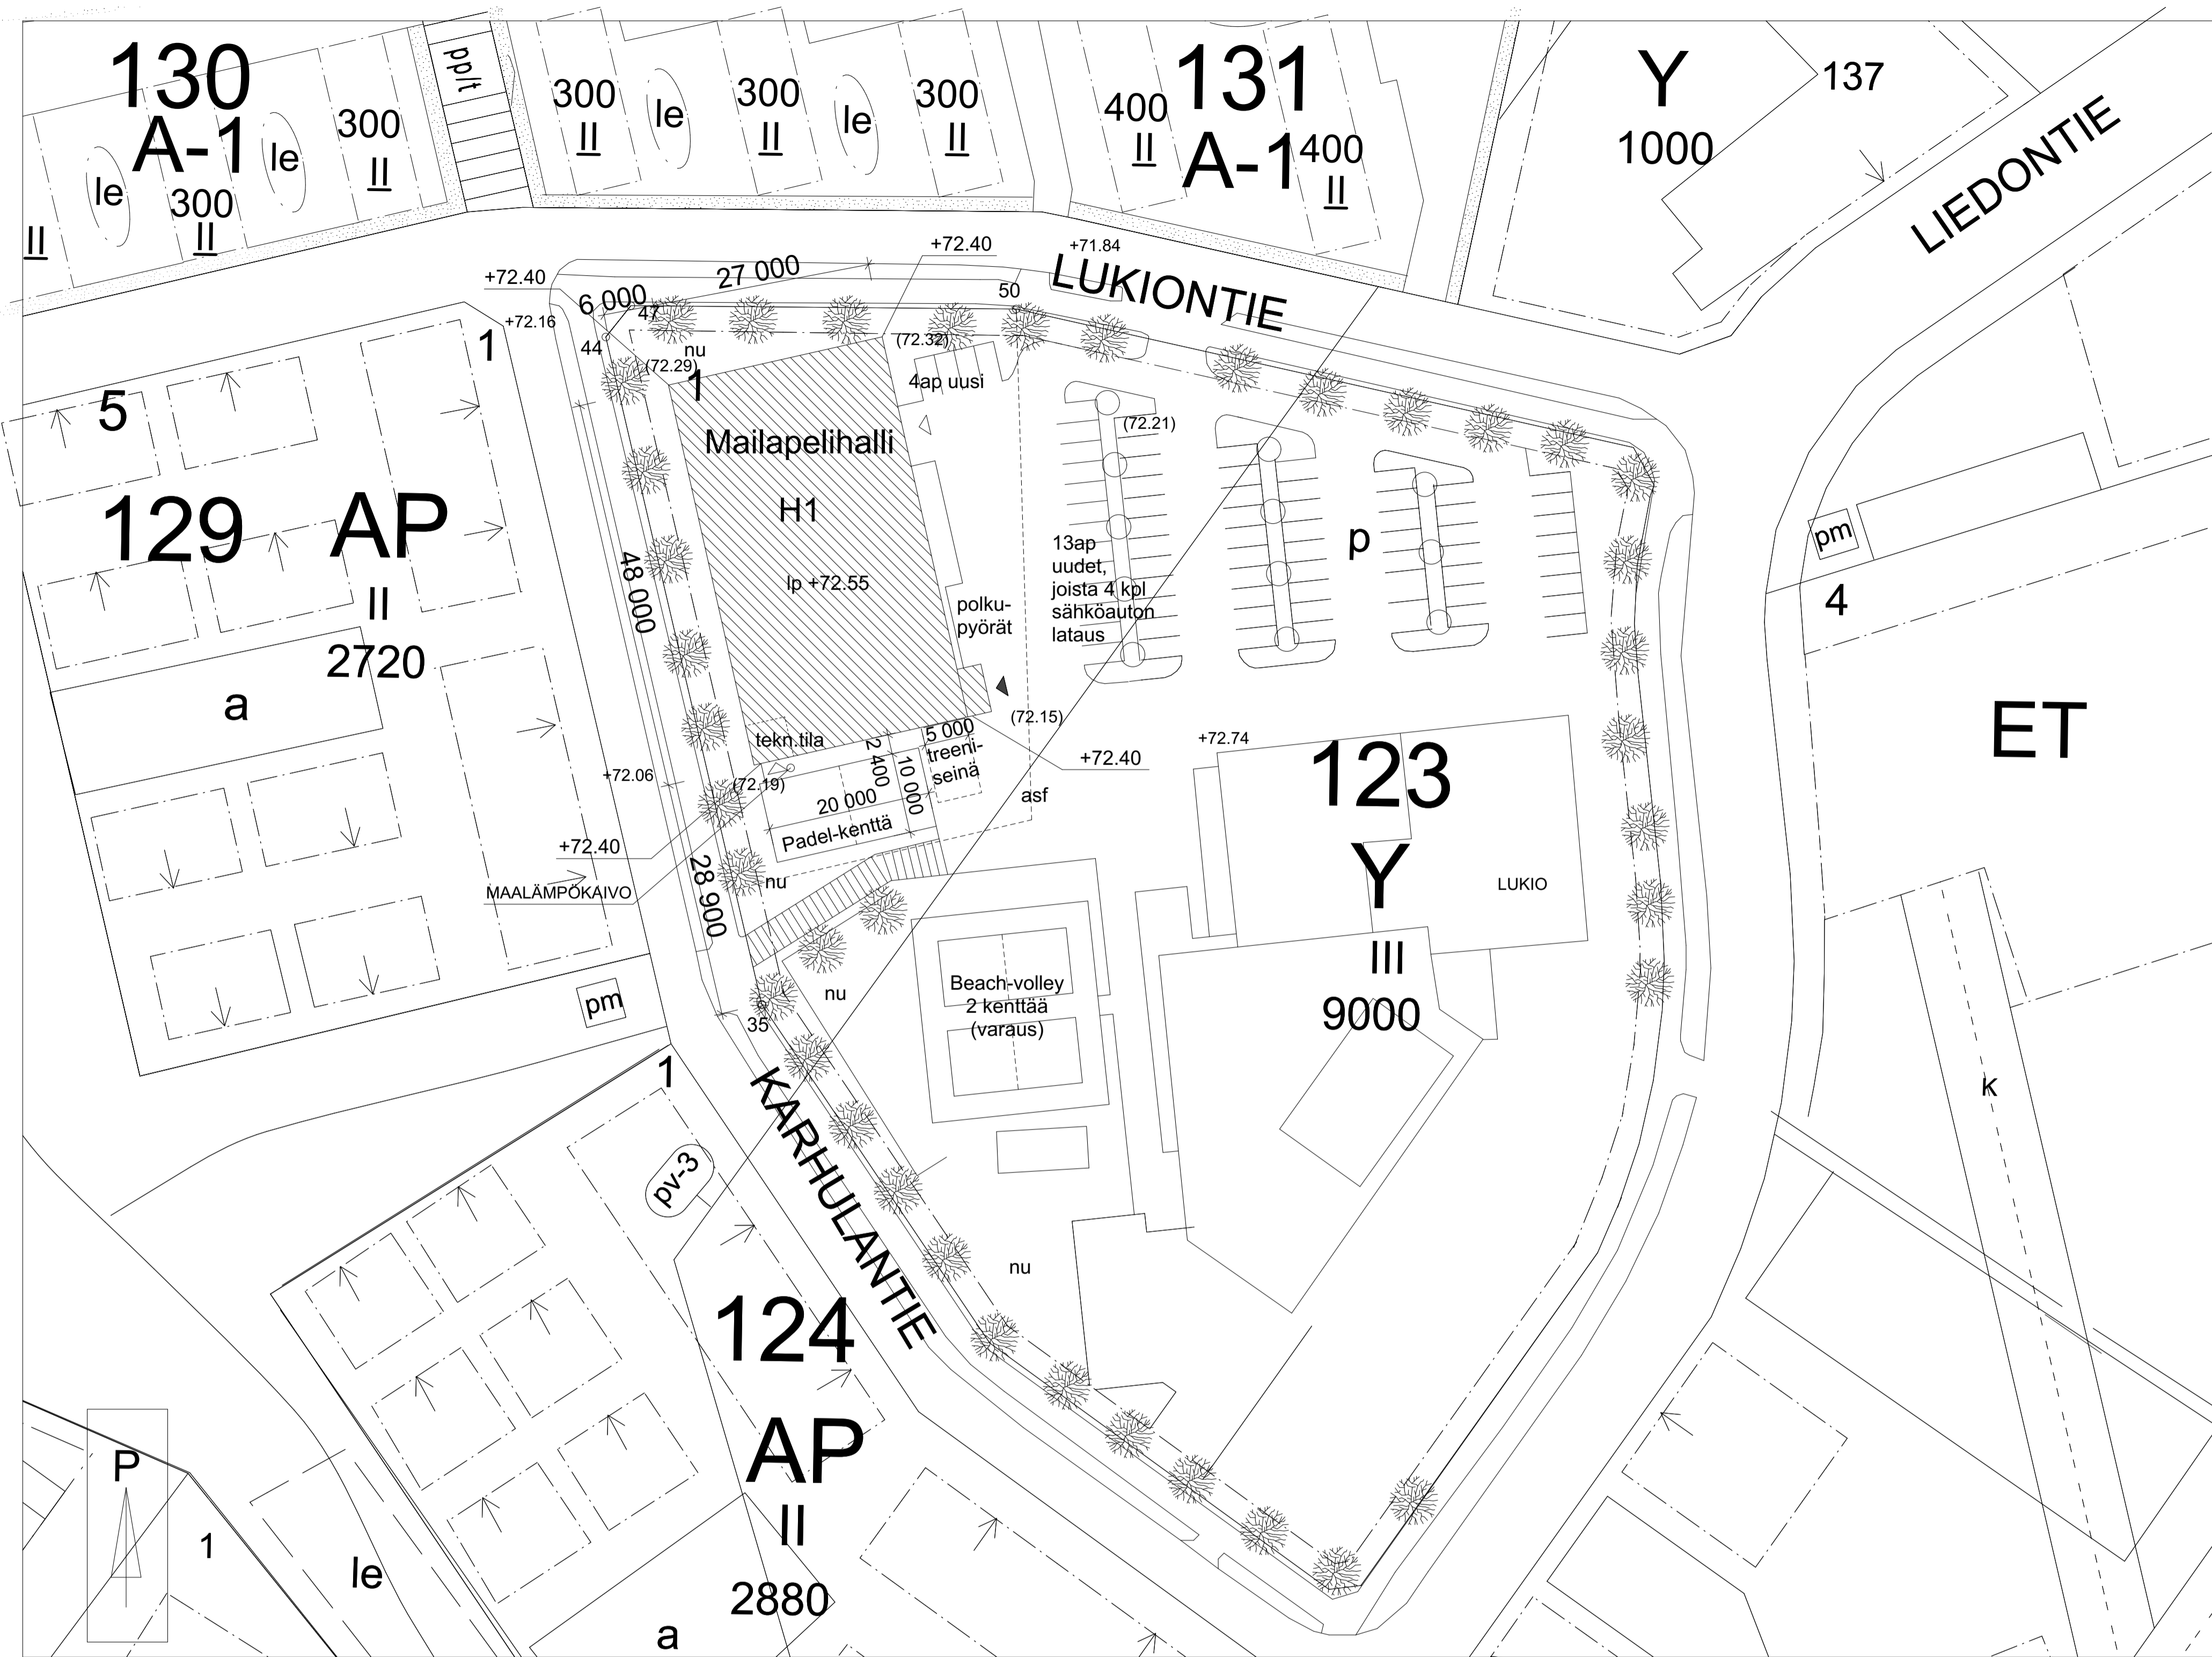 130
A-1
le
300
II
le
300
II
II
pp/t
300
II
le
300
II
le
300
II
400
II
131
A-1
400
II
Y
1000
137
LIEDONTIE
LUKIONTIE
+72.40
+71.84
27 000
+72.40
6 000
47
50
+72.16
44
nu
(72.29)
1
(72.32)
4ap uusi
1
5
129
AP
II
2720
a
Mailapelihalli
H1
lp +72.55
48 000
(72.21)
13ap
uudet,
joista 4 kpl
sähköauton
lataus
p
polku-
pyörät
pm
4
ET
(72.15)
+72.40
+72.74
tekn.tila
2 400
5 000
treeni-
seinä
10 000
20 000
Padel-kenttä
asf
(72.19)
+72.06
+72.40
MAALÄMPÖKAIVO
28 900
nu
nu
123
Y
III
9000
LUKIO
Beach-volley
2 kenttää
(varaus)
pm
35
1
KARHULANTIE
pv-3
nu
k
124
AP
II
2880
a
P
1
le